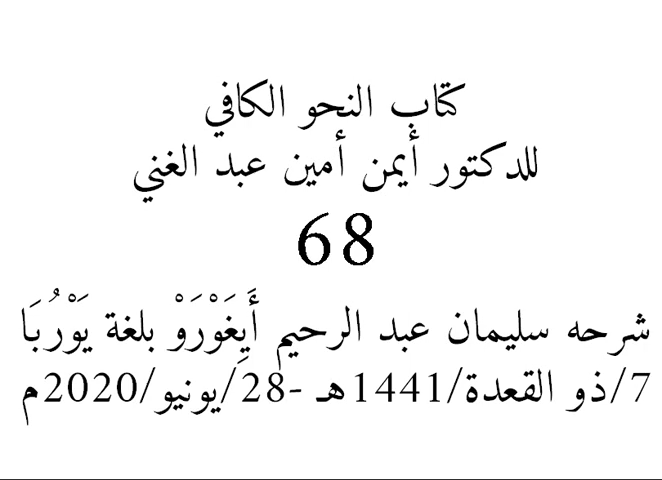 كتاب النحو الكافي
للدكتور أيمن أمين عبد الغني
68
شرحه سليمان عبد الرحيم أَيِغَوْرَوْ بلغة يَوْرُبَا
7/ذو القعدة/1441هـ -28/يونيو/2020م